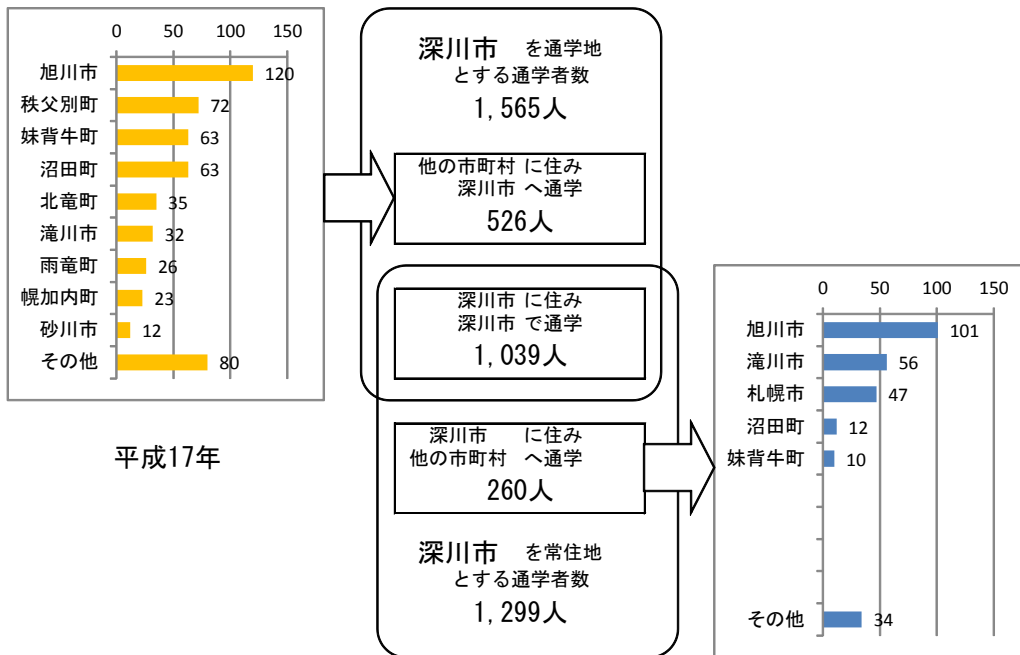 0 50 100 150
旭川市 120
秩父別町 72
妹背牛町 63
沼田町 63
北竜町 35
滝川市 32
雨竜町 26
幌加内町 23
砂川市 12
その他 80
平成17年
深川市 を通学地
とする通学者数
1,565人
他の市町村 に住み
深川市 へ通学
526人
深川市 に住み
深川市 で通学
1,039人
深川市 に住み
他の市町村 へ通学
260人
深川市 を常住地
とする通学者数
1,299人
0 50 100 150
旭川市 101
滝川市 56
札幌市 47
沼田町 12
妹背牛町 10
その他 34